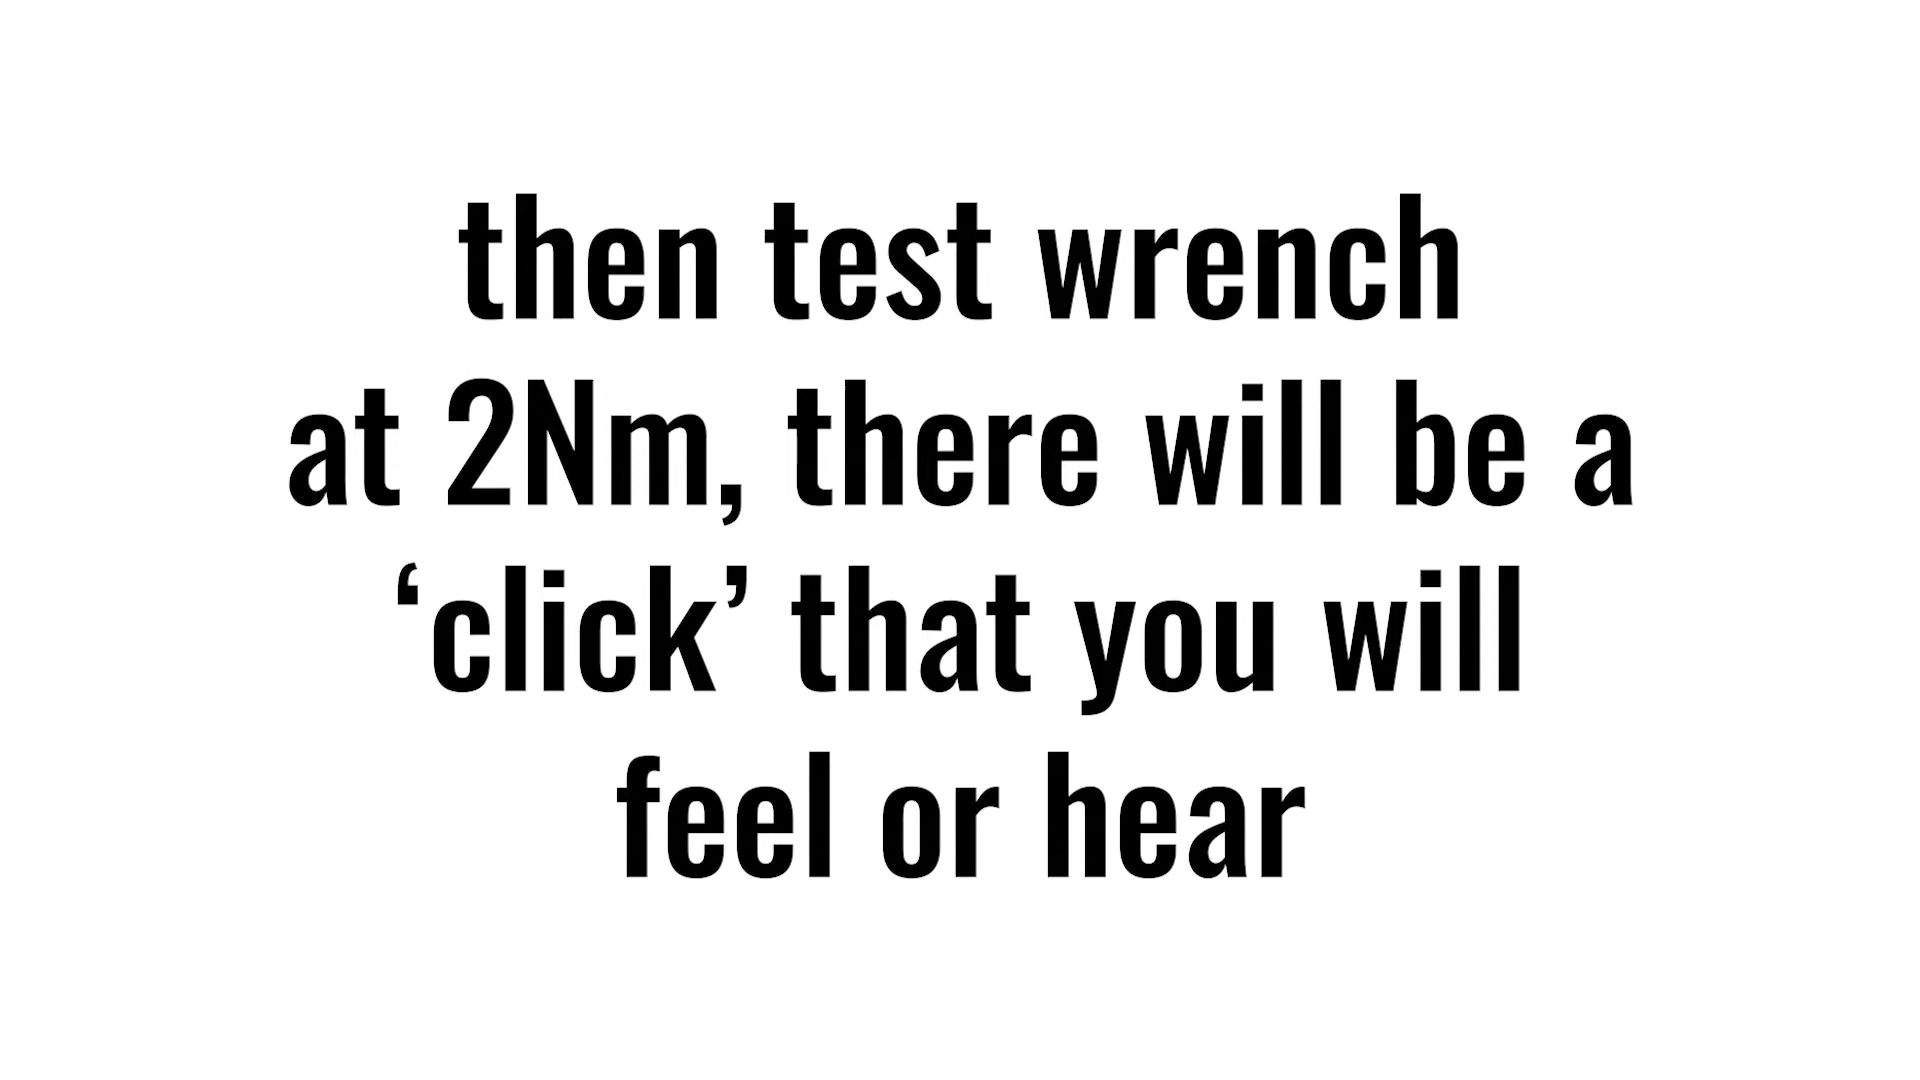 then test wrench
at 2Nm, there will be a
‘click’ that you will
feel or hear